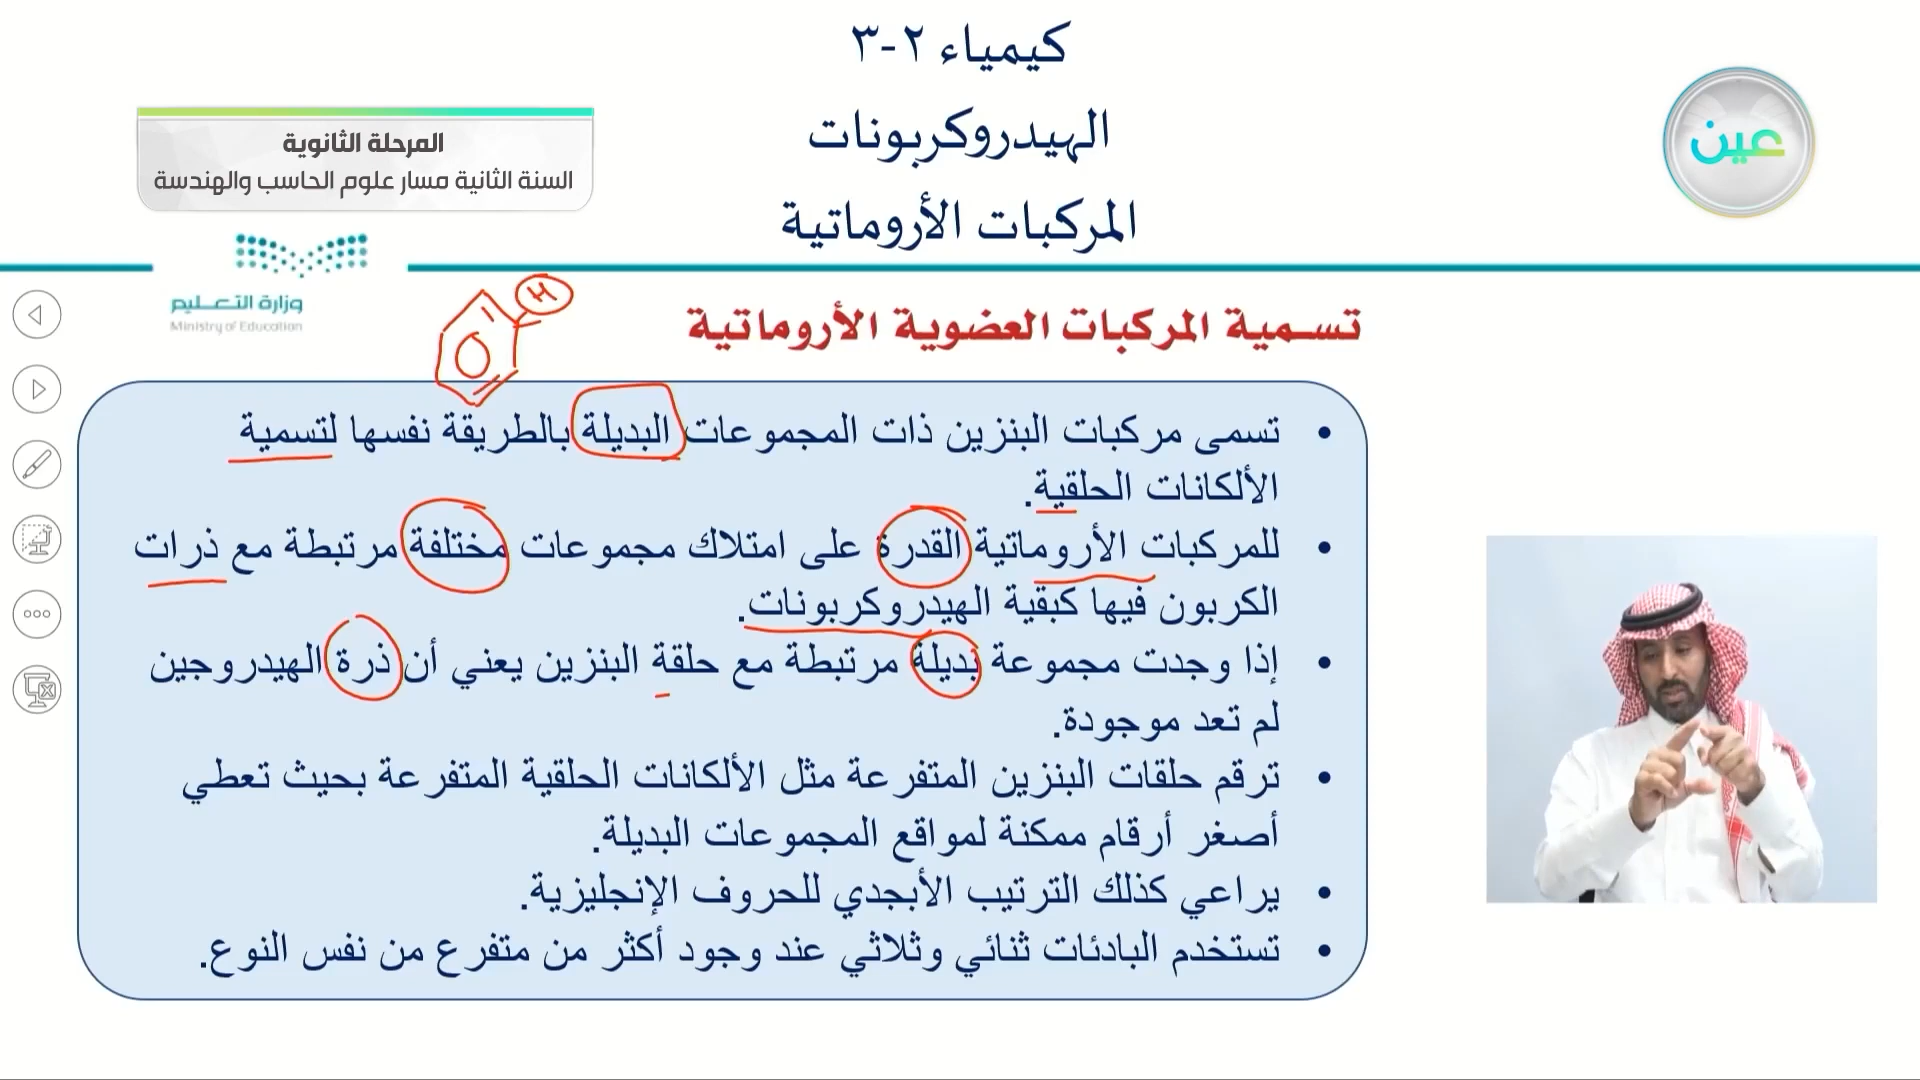 كيمياء ٢-٣
الهيدروكربونات
المركبات الأروماتية
عين
المرحلة الثانوية
السنة الثانية مسار علوم الحاسب والهندسة
وزارة التعليم
Ministry of Education
H
تسمية المركبات العضوية الأروماتية
• تسمى مركبات البنزين ذات المجموعات البديلة بالطريقة نفسها لتسمية
الألكانات الحلقية.
• للمركبات الأروماتية القدرة على امتلاك مجموعات مختلفة مرتبطة مع ذرات
الكربون فيها كبقية الهيدروكربونات.
• إذا وجدت مجموعة بديلة مرتبطة مع حلقة البنزين يعني أن ذرة الهيدروجين
لم تعد موجودة.
• ترقم حلقات البنزين المتفرعة مثل الألكانات الحلقية المتفرعة بحيث تعطي
أصغر أرقام ممكنة لمواقع المجموعات البديلة.
• يراعي كذلك الترتيب الأبجدي للحروف الإنجليزية.
• تستخدم البادئات ثنائي وثلاثي عند وجود أكثر من متفرع من نفس النوع.